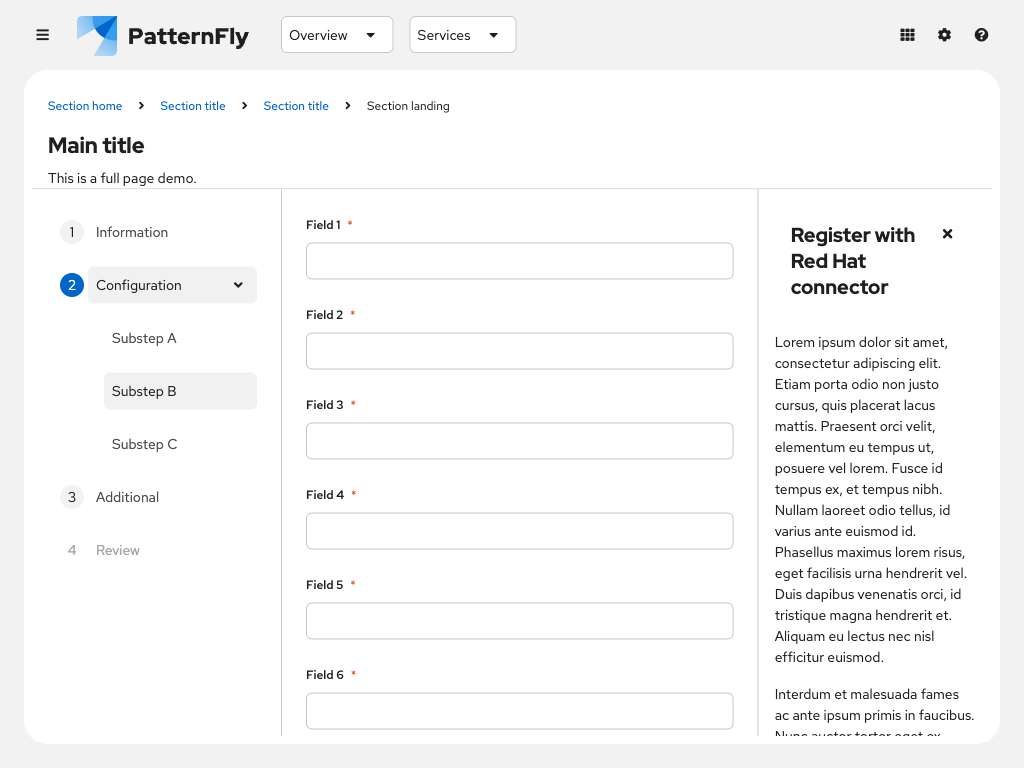 PatternFly
Overview
Services
Section home
Section title
Section title
Section landing
Main title
This is a full page demo.
1 Information
2 Configuration
Substep A
Substep B
Substep C
3 Additional
4 Review
Field 1 *
Field 2 *
Field 3 *
Field 4 *
Field 5 *
Field 6 *
Register with
Red Hat
connector
Lorem ipsum dolor sit amet,
consectetur adipiscing elit.
Etiam porta odio non justo
cursus, quis placerat lacus
mattis. Praesent orci velit,
elementum eu tempus ut,
posuere vel lorem. Fusce id
tempus ex, et tempus nibh.
Nullam laoreet odio tellus, id
varius ante euismod id.
Phasellus maximus lorem risus,
eget facilisis urna hendrerit vel.
Duis dapibus venenatis orci, id
tristique magna hendrerit et.
Aliquam eu lectus nec nisl
efficitur euismod.
Interdum et malesuada fames
ac ante ipsum primis in faucibus.
Nunc auctor tortor eget ex